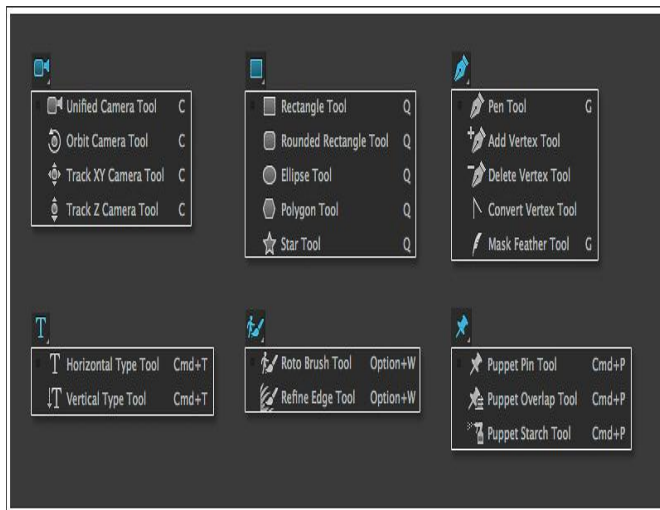 Unified Camera Tool C
Orbit Camera Tool C
Track XY Camera Tool C
Track Z Camera Tool C
Rectangle Tool Q
Rounded Rectangle Tool Q
Ellipse Tool Q
Polygon Tool Q
Star Tool Q
Pen Tool G
Add Vertex Tool
Delete Vertex Tool
Convert Vertex Tool
Mask Feather Tool G
T
T Horizontal Type Tool Cmd+T
T Vertical Type Tool Cmd+T
Roto Brush Tool Option+W
Refine Edge Tool Option+W
Puppet Pin Tool Cmd+P
Puppet Overlap Tool Cmd+P
Puppet Starch Tool Cmd+P